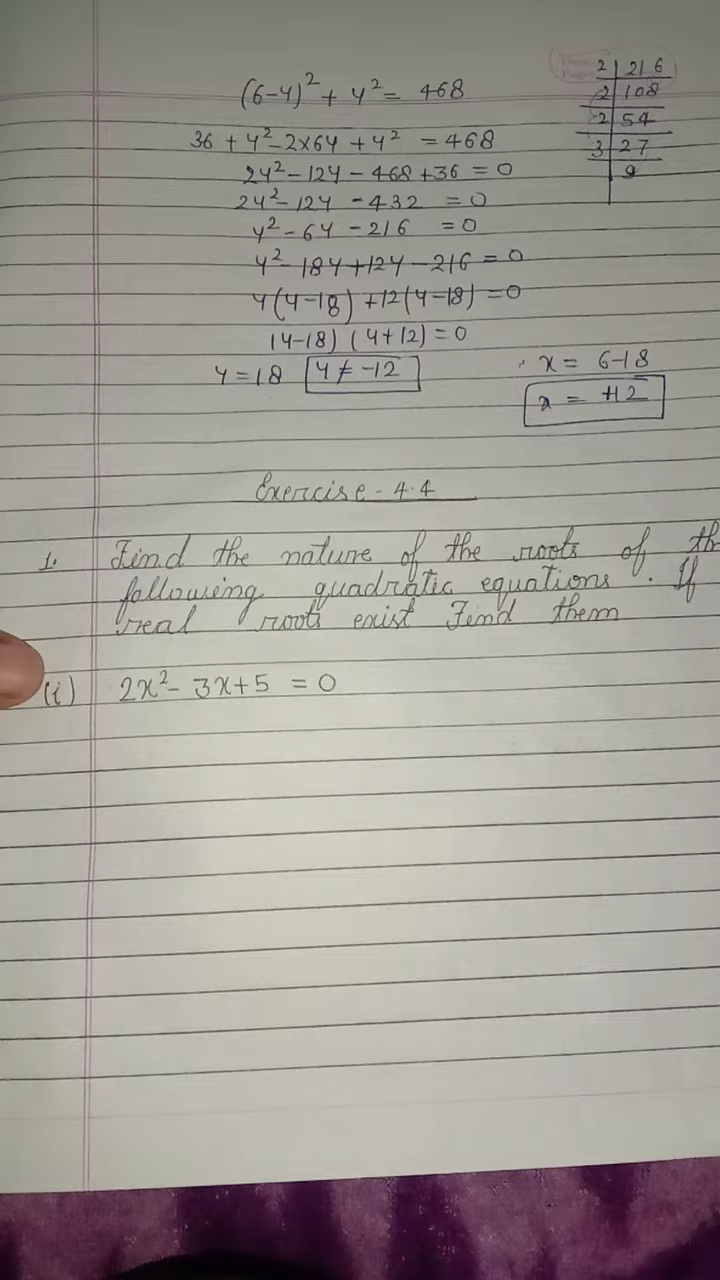 (6-y)² + y² = 468
36 + y² - 2×6y + y² = 468
2y² - 12y - 468 + 36 = 0
2y² - 12y - 432 = 0
y² - 6y - 216 = 0
y² - 18y + 12y - 216 = 0
y(y-18) + 12(y-18) = 0
(y-18) (y+12) = 0
y = 18 y ≠ -12
x = 6-18
x = +12
2 | 216
2 | 108
2 | 54
3 | 27
9
Exercise - 4.4
1. Find the nature of the roots of th
following quadratic equations. If
real roots exist Find them
(i) 2x² - 3x + 5 = 0